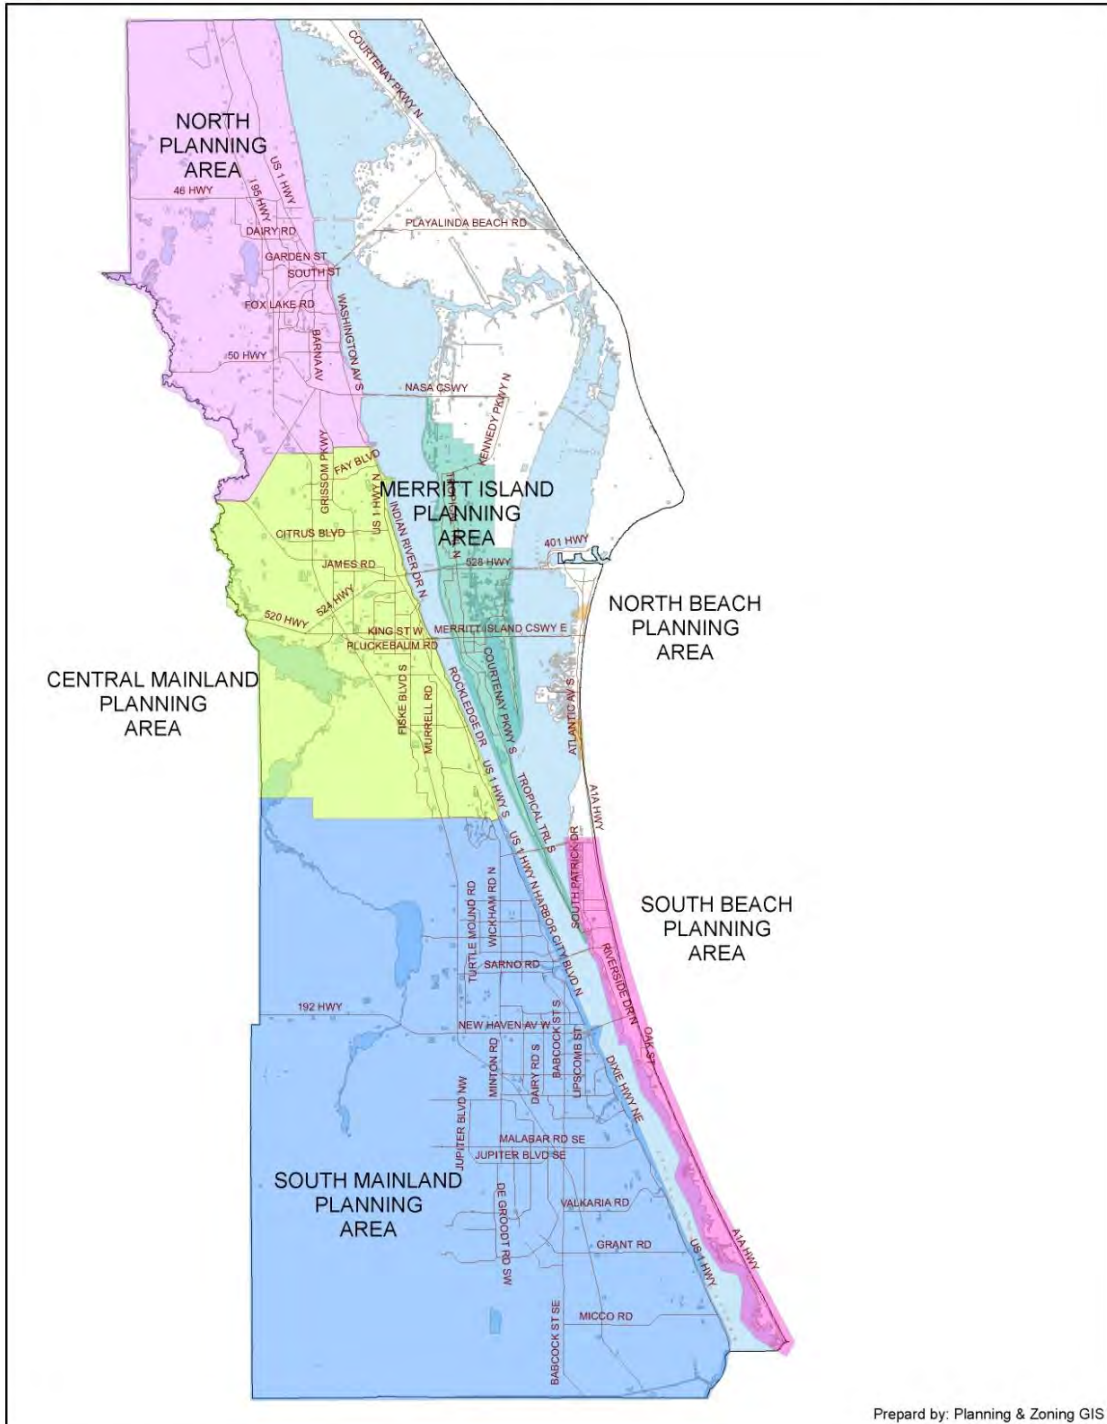 COURTENAY PKWY N
NORTH
PLANNING
AREA
US 1 HWY
I 95 HWY
46 HWY
PLAYALINDA BEACH RD
DAIRY RD
GARDEN ST
SOUTH ST
FOX LAKE RD
WASHINGTON AV S
BARNA AV
50 HWY
NASA CSWY
KENNEDY PKWY N
GRISSOM PKWY
FAY BLVD
US 1 HWY N
MERRITT ISLAND
PLANNING
AREA
INDIAN RIVER DR N
CITRUS BLVD
401 HWY
JAMES RD
528 HWY
524 HWY
520 HWY
NORTH BEACH
PLANNING
AREA
KING ST W
MERRITT ISLAND CSWY E
PLUCKEBAUM RD
CENTRAL MAINLAND
PLANNING
AREA
FISKE BLVD S
MURRELL RD
ROCKLEDGE DR
COURTENAY PKWY S
ATLANTIC AV S
US 1 HWY S
TROPICAL TRL S
A1A HWY
SOUTH PATRICK DR
US 1 HWY N
HARBOR CITY BLVD N
SOUTH BEACH
PLANNING
AREA
TURTLE MOUND RD
WICKHAM RD N
SARNO RD
RIVERSIDE DR N
192 HWY
NEW HAVEN AV W
OAK ST
MINTON RD
DAIRY RD S
BABCOCK ST S
LIPSCOMB ST
DIXIE HWY NE
JUPITER BLVD NW
MALABAR RD SE
JUPITER BLVD SE
SOUTH MAINLAND
PLANNING
AREA
DE GROODT RD SW
VALKARIA RD
GRANT RD
US 1 HWY
A1A HWY
BABCOCK ST SE
MICCO RD
Prepard by: Planning & Zoning GIS